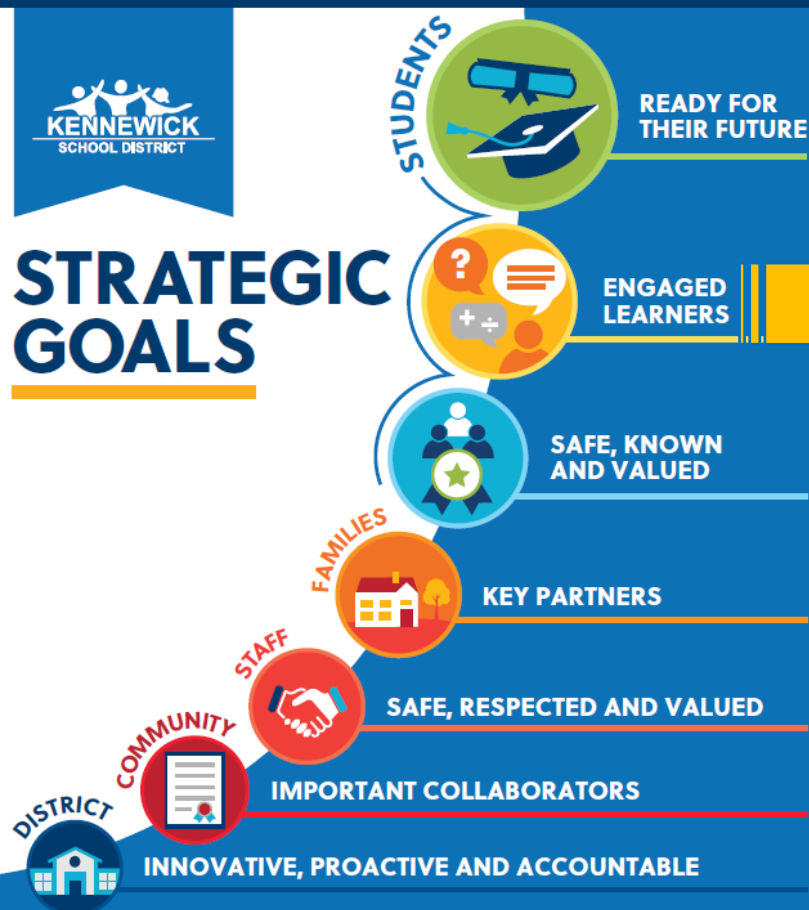 KENNEWICK
SCHOOL DISTRICT
STRATEGIC
GOALS
STUDENTS
READY FOR
THEIR FUTURE
?
+ ÷
ENGAGED
LEARNERS
SAFE, KNOWN
AND VALUED
FAMILIES
KEY PARTNERS
STAFF
SAFE, RESPECTED AND VALUED
COMMUNITY
IMPORTANT COLLABORATORS
DISTRICT
INNOVATIVE, PROACTIVE AND ACCOUNTABLE